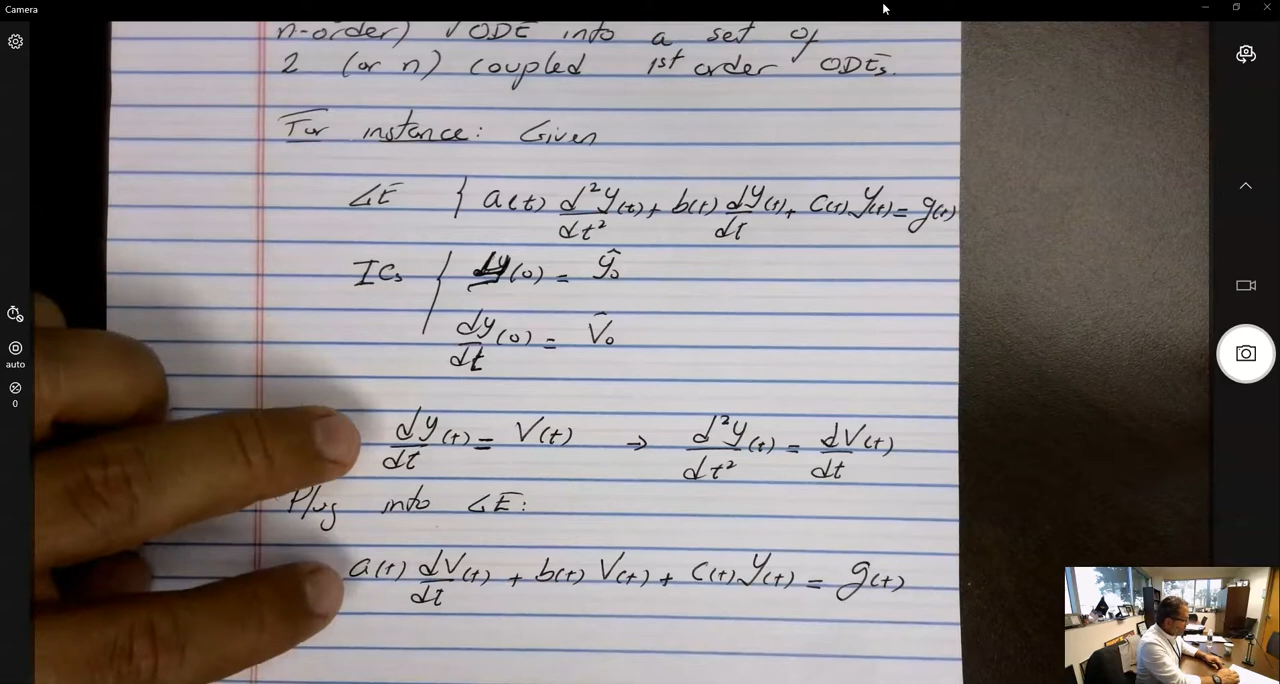 Camera
n-order) ODE into a set of
2 (or n) coupled 1st order ODEs.
For instance: Given
GE { a(t) d²y(t)/dt² + b(t) dy(t)/dt + c(t) y(t) = g(t)
ICs { y(0) = ŷ₀
dy/dt (0) = V̄₀
dy(t)/dt = V(t) → d²y(t)/dt² = dV(t)/dt
Plug into GE:
a(t) dV(t)/dt + b(t) V(t) + c(t) y(t) = g(t)
auto
0